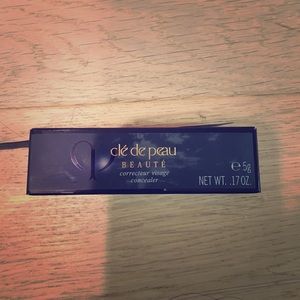 clé de peau
BEAUTÉ
correcteur visage
concealer
℮ 5g
NET WT. .17 OZ.